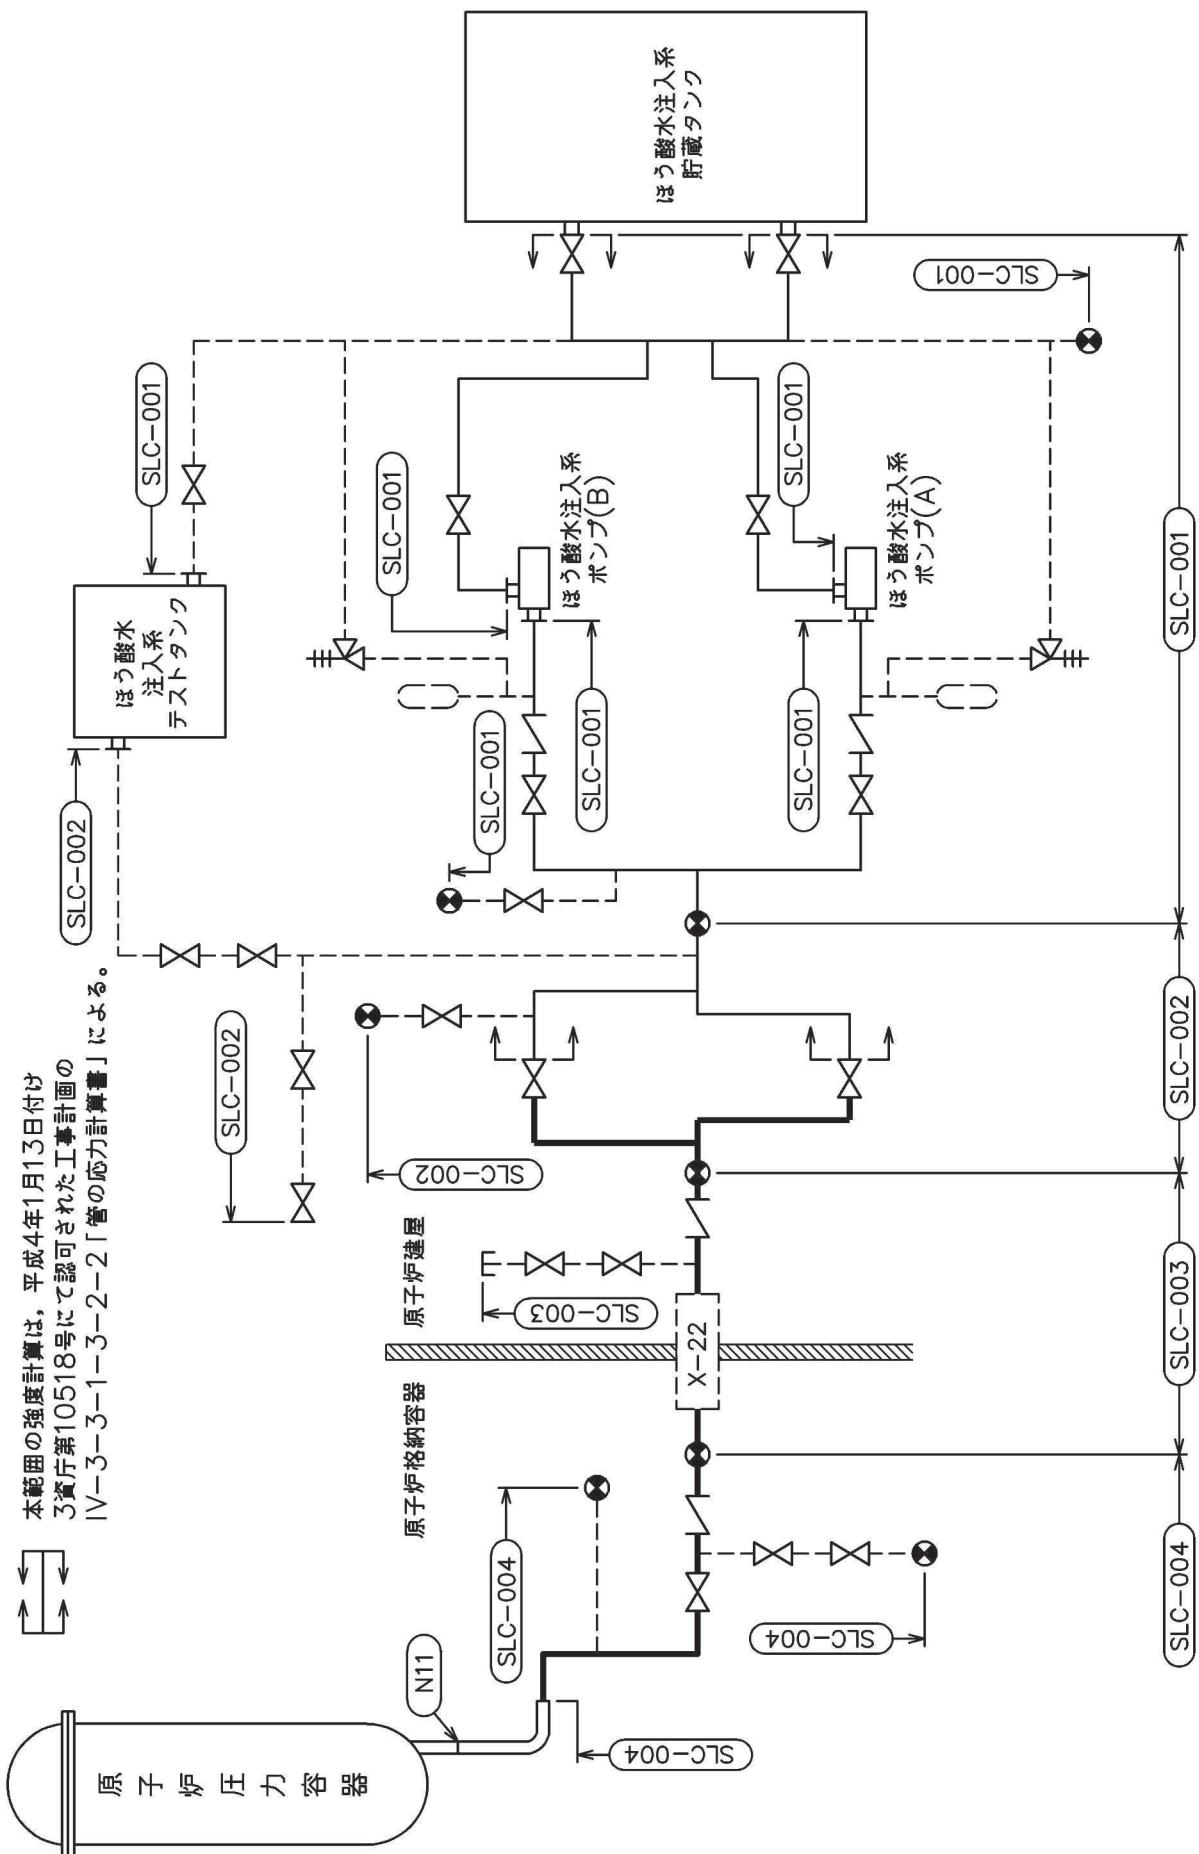 本範囲の強度計算は，平成4年1月13日付け
3資庁第10518号にて認可された工事計画の
IV-3-3-1-3-2-2「管の応力計算書」による。
原子炉圧力容器
N11
SLC-004
SLC-004
SLC-004
SLC-004
原子炉格納容器
原子炉建屋
X-22
SLC-003
SLC-003
SLC-002
SLC-002
SLC-002
SLC-002
ほう酸水
注入系
テストタンク
SLC-001
SLC-001
SLC-001
SLC-001
ほう酸水注入系
ポンプ(B)
SLC-001
SLC-001
ほう酸水注入系
ポンプ(A)
SLC-001
SLC-001
ほう酸水注入系
貯蔵タンク